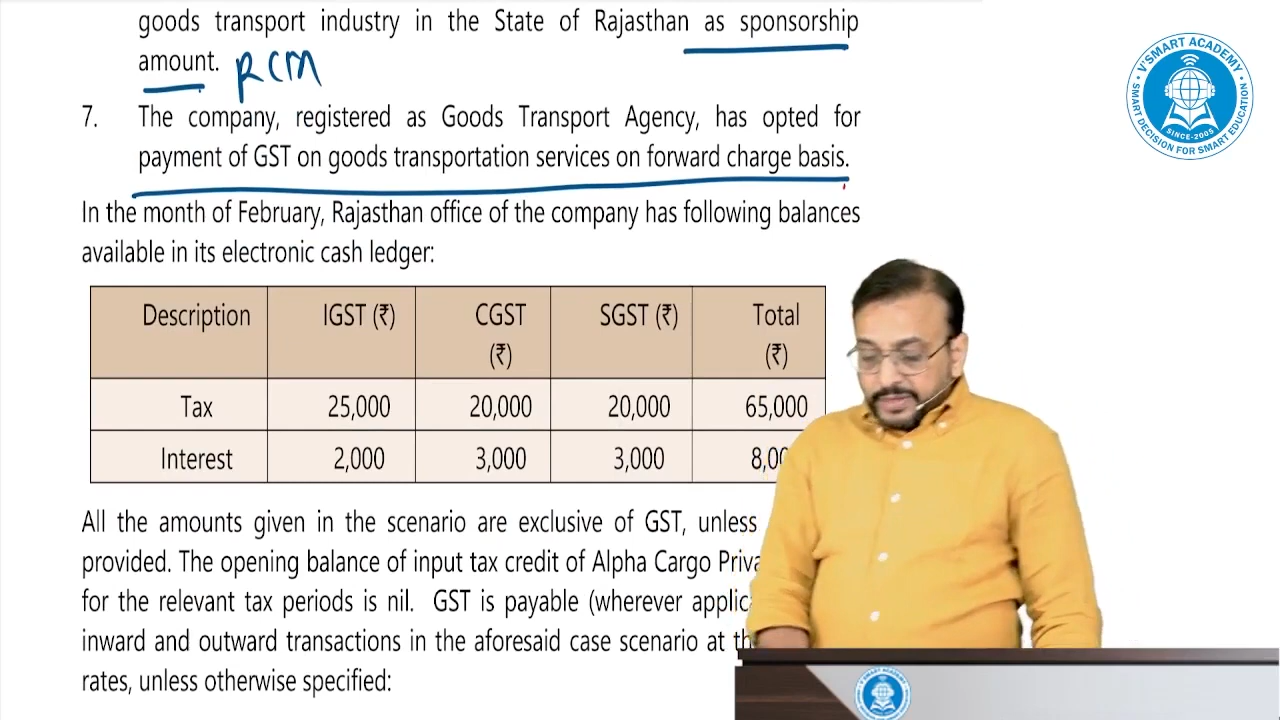 goods transport industry in the State of Rajasthan as sponsorship
amount. RCM
7. The company, registered as Goods Transport Agency, has opted for
payment of GST on goods transportation services on forward charge basis.
In the month of February, Rajasthan office of the company has following balances
available in its electronic cash ledger:
Description IGST (₹) CGST (₹) SGST (₹) Total (₹)
Tax 25,000 20,000 20,000 65,000
Interest 2,000 3,000 3,000
All the amounts given in the scenario are exclusive of GST, unless
provided. The opening balance of input tax credit of Alpha Cargo
for the relevant tax periods is nil. GST is payable (wherever
inward and outward transactions in the aforesaid case scenario at
rates, unless otherwise specified:
V'SMART ACADEMY
SINCE-2005
SMART DECISION FOR SMART EDUCATION
V'SMART ACADEMY